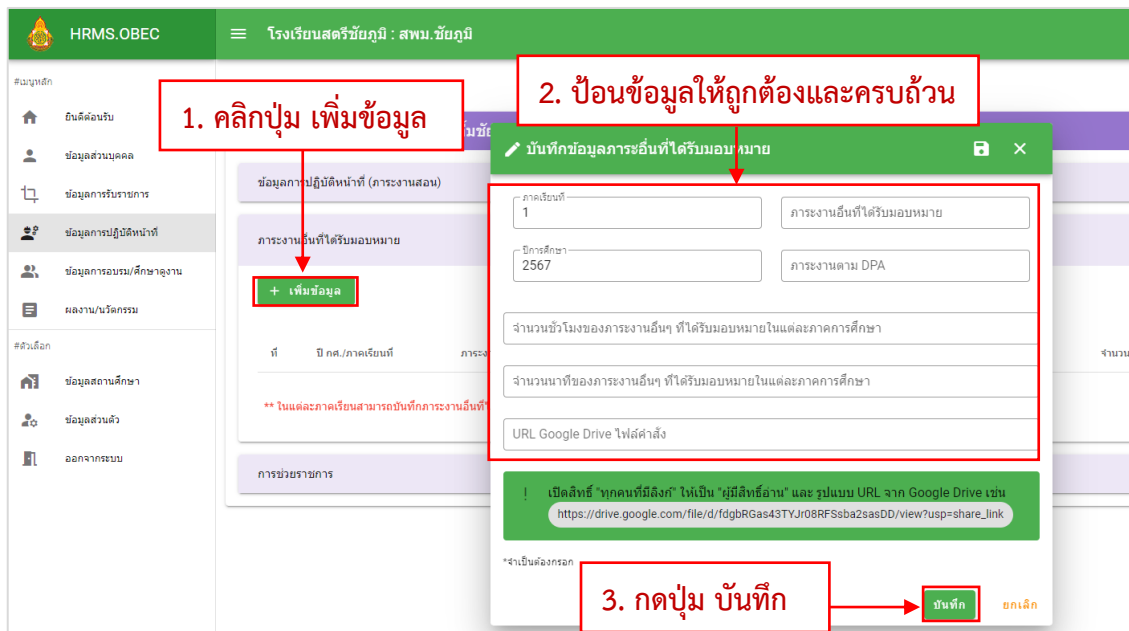 HRMS.OBEC
โรงเรียนสตรีชัยภูมิ : สพม.ชัยภูมิ
#เมนูหลัก
ยินดีต้อนรับ
ข้อมูลส่วนบุคคล
ข้อมูลการรับราชการ
ข้อมูลการปฏิบัติหน้าที่
ข้อมูลการอบรม/ศึกษาดูงาน
ผลงาน/นวัตกรรม
#ตัวเลือก
ข้อมูลสถานศึกษา
ข้อมูลส่วนตัว
ออกจากระบบ
1. คลิกปุ่ม เพิ่มข้อมูล
2. ป้อนข้อมูลให้ถูกต้องและครบถ้วน
ข้อมูลการปฏิบัติหน้าที่ (ภาระงานสอน)
ภาระงานอื่นที่ได้รับมอบหมาย
+ เพิ่มข้อมูล
ที่ ปี กศ./ภาคเรียนที่
** ในแต่ละภาคเรียนสามารถบันทึกภาระงานอื่นที่
การช่วยราชการ
บันทึกข้อมูลภาระอื่นที่ได้รับมอบหมาย
ภาคเรียนที่
1
ภาระงานอื่นที่ได้รับมอบหมาย
ปีการศึกษา
2567
ภาระงานตาม DPA
จำนวนชั่วโมงของภาระงานอื่นๆ ที่ได้รับมอบหมายในแต่ละภาคการศึกษา
จำนวนนาทีของภาระงานอื่นๆ ที่ได้รับมอบหมายในแต่ละภาคการศึกษา
URL Google Drive ไฟล์คำสั่ง
! เปิดสิทธิ์ "ทุกคนที่มีลิงก์" ให้เป็น "ผู้มีสิทธิ์อ่าน" และ รูปแบบ URL จาก Google Drive เช่น
https://drive.google.com/file/d/fdgbRGas43TYJr08RFSsba2sasDD/view?usp=share_link
*จำเป็นต้องกรอก
3. กดปุ่ม บันทึก
บันทึก
ยกเลิก
จำนวน